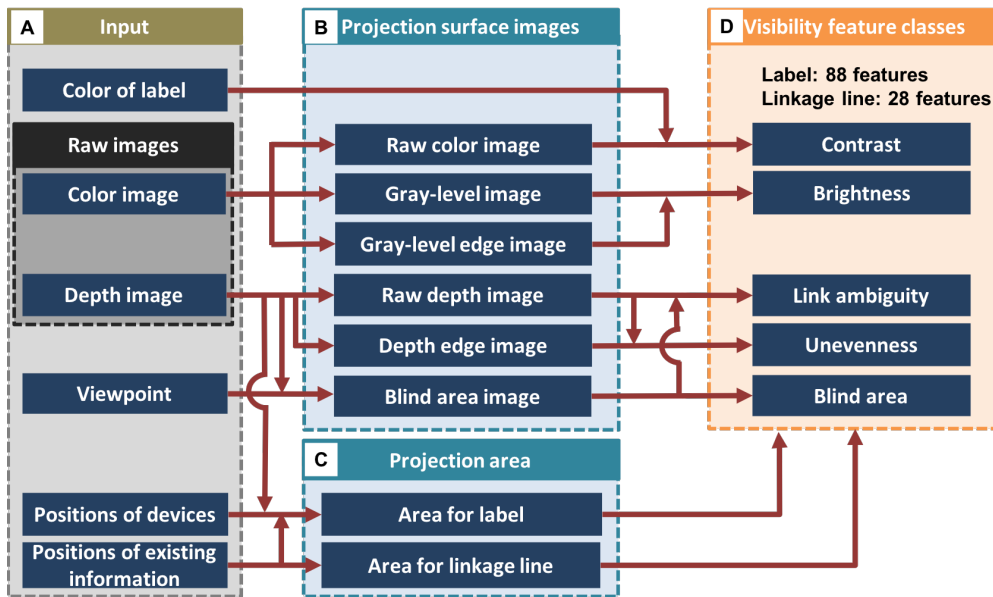 A Input
Color of label
Raw images
Color image
Depth image
Viewpoint
Positions of devices
Positions of existing
information
B Projection surface images
Raw color image
Gray-level image
Gray-level edge image
Raw depth image
Depth edge image
Blind area image
C Projection area
Area for label
Area for linkage line
D Visibility feature classes
Label: 88 features
Linkage line: 28 features
Contrast
Brightness
Link ambiguity
Unevenness
Blind area